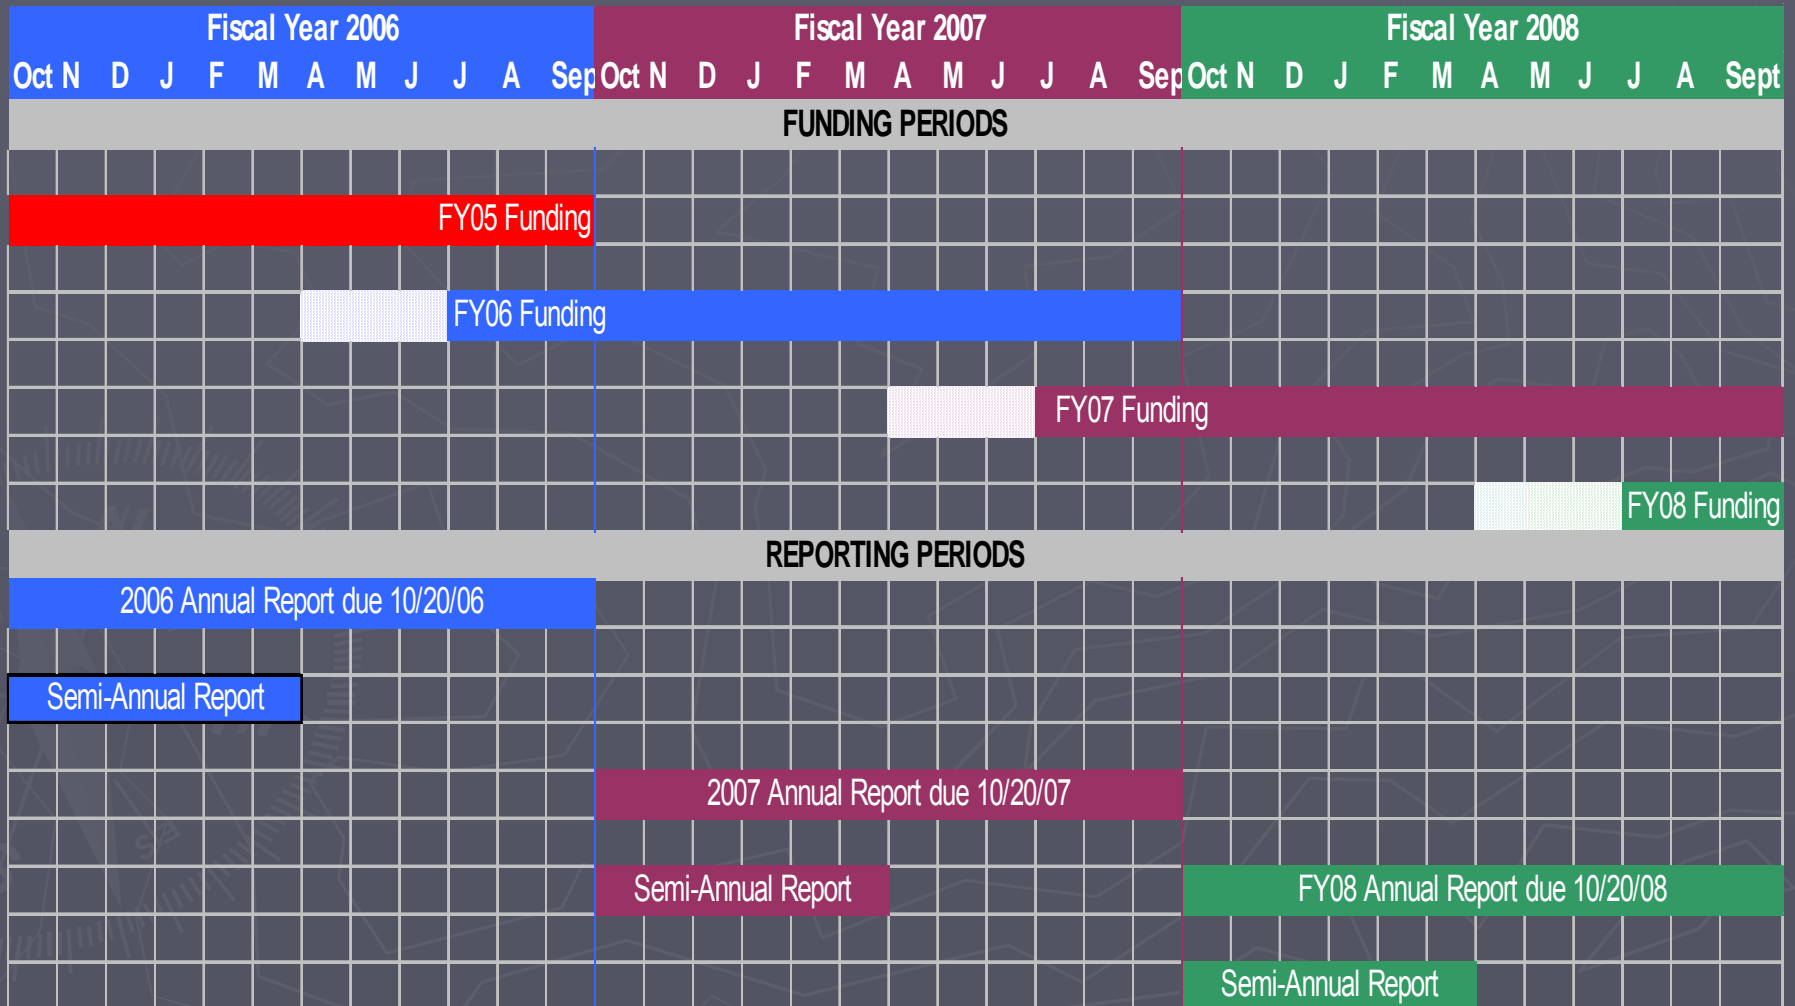 Fiscal Year 2006 Fiscal Year 2007 Fiscal Year 2008
Oct N D J F M A M J J A Sep Oct N D J F M A M J J A Sep Oct N D J F M A M J J A Sept
FUNDING PERIODS
FY05 Funding
FY06 Funding
FY07 Funding
FY08 Funding
REPORTING PERIODS
2006 Annual Report due 10/20/06
Semi-Annual Report
2007 Annual Report due 10/20/07
Semi-Annual Report FY08 Annual Report due 10/20/08
Semi-Annual Report